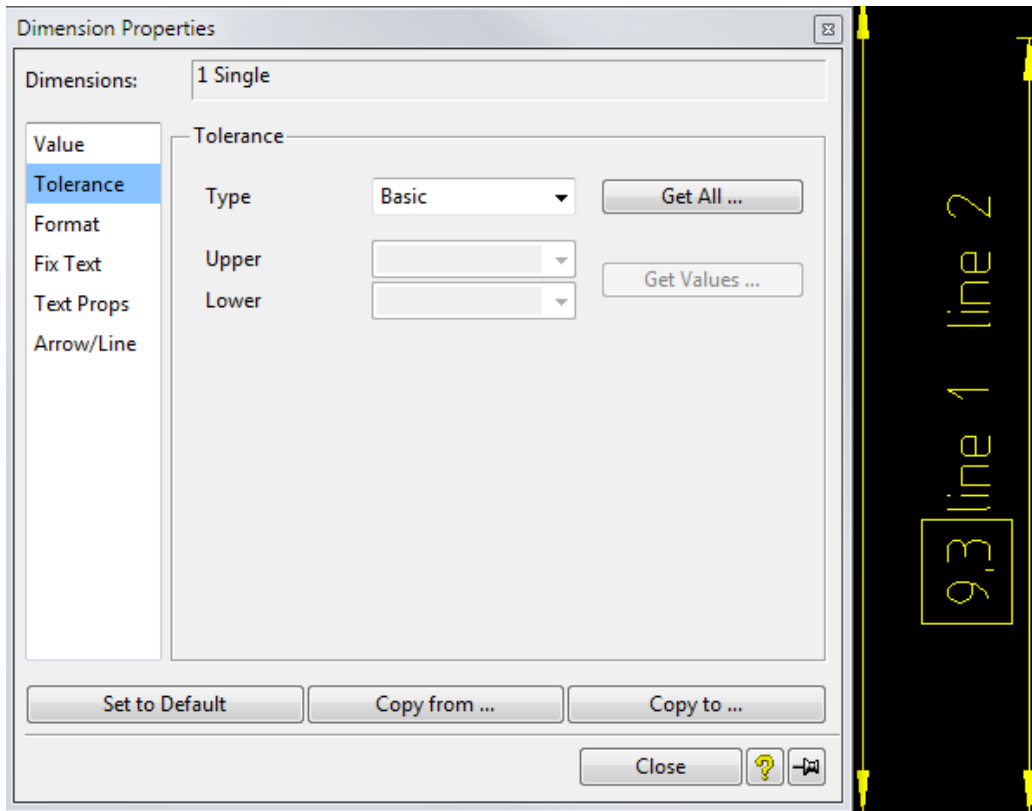 Dimension Properties
Dimensions: 1 Single
Value
Tolerance
Format
Fix Text
Text Props
Arrow/Line
Tolerance
Type Basic Get All ...
Upper
Lower
Get Values ...
Set to Default Copy from ... Copy to ...
Close
9,3 line 1 line 2